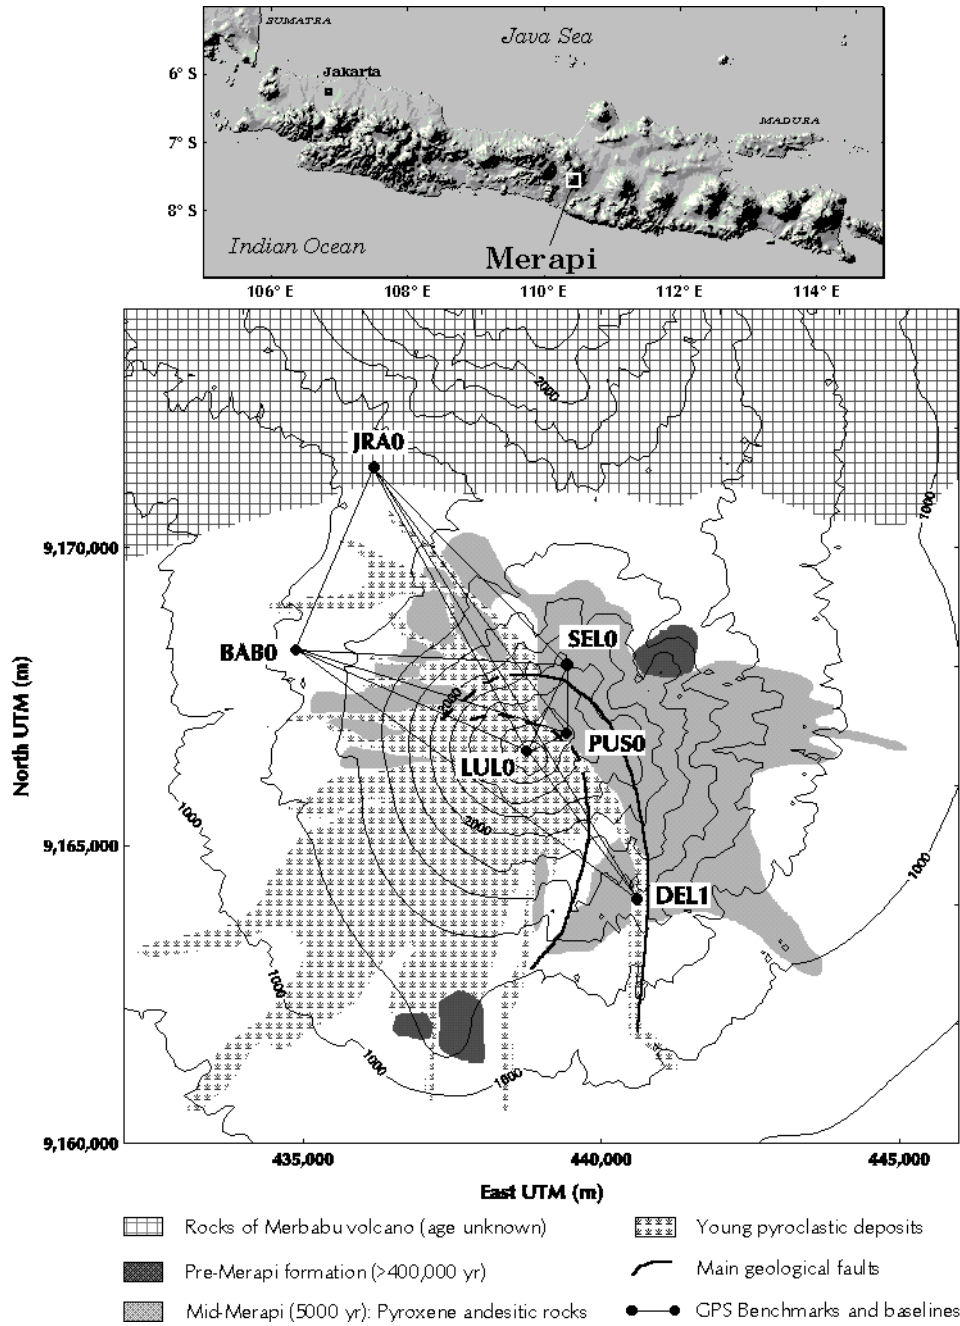 SUMATRA
Java Sea
6° S
Jakarta
MADURA
7° S
8° S
Indian Ocean
Merapi
106° E
108° E
110° E
112° E
114° E
2000
JRA0
1000
9,170,000
SEL0
BAB0
2000
North UTM (m)
PUS0
LUL0
1000
2000
9,165,000
1000
DEL1
1000
1000
1000
9,160,000
435,000
440,000
445,000
East UTM (m)
Rocks of Merbabu volcano (age unknown)
Young pyroclastic deposits
Pre-Merapi formation (>400,000 yr)
Main geological faults
Mid-Merapi (5000 yr): Pyroxene andesitic rocks
GPS Benchmarks and baselines